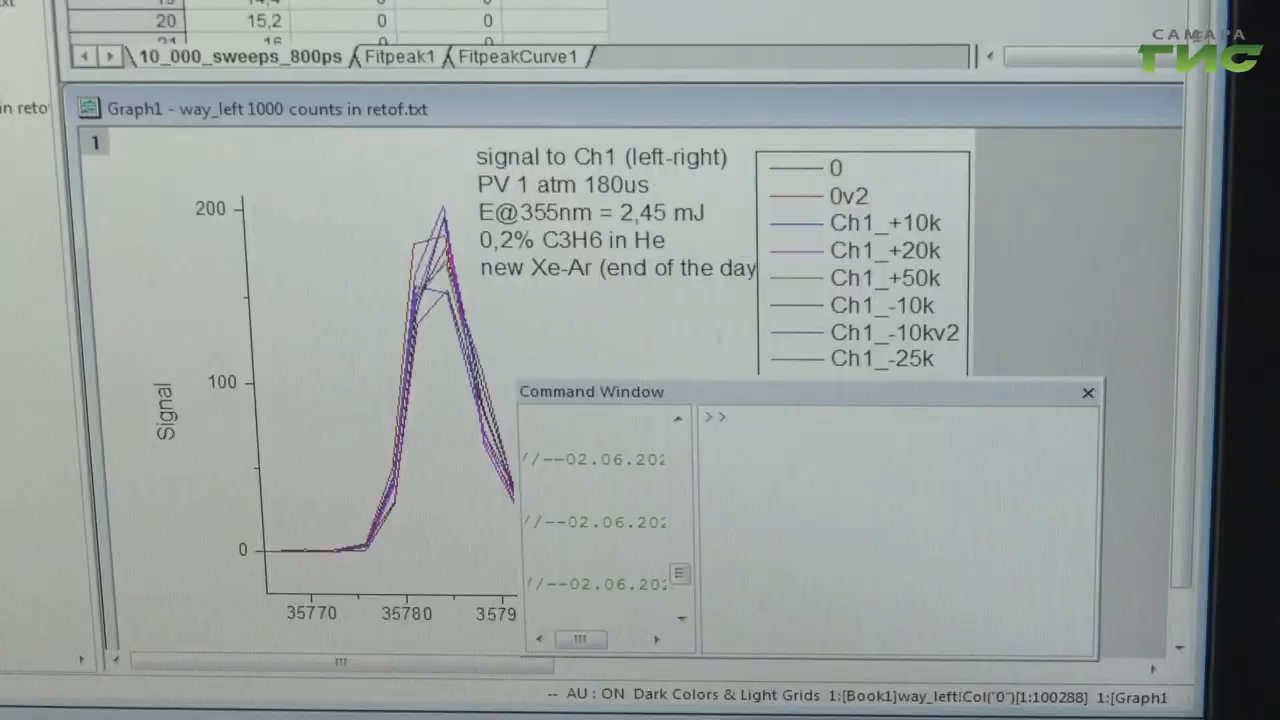 20 15,2 0 0
10_000_sweeps_800ps Fitpeak1 FitpeakCurve1
САМАРА
ТИС
in reto
Graph1 - way_left 1000 counts in retof.txt
1
signal to Ch1 (left-right)
PV 1 atm 180us
E@355nm = 2,45 mJ
0,2% C3H6 in He
new Xe-Ar (end of the day
0
0v2
Ch1_+10k
Ch1_+20k
Ch1_+50k
Ch1_-10k
Ch1_-10kv2
Ch1_-25k
200
100
0
Signal
35770 35780 3579
Command Window
>>
//--02.06.202
//--02.06.202
//--02.06.202
-- AU : ON Dark Colors & Light Grids 1:[Book1]way_left!Col("0")[1:100288] 1:[Graph1